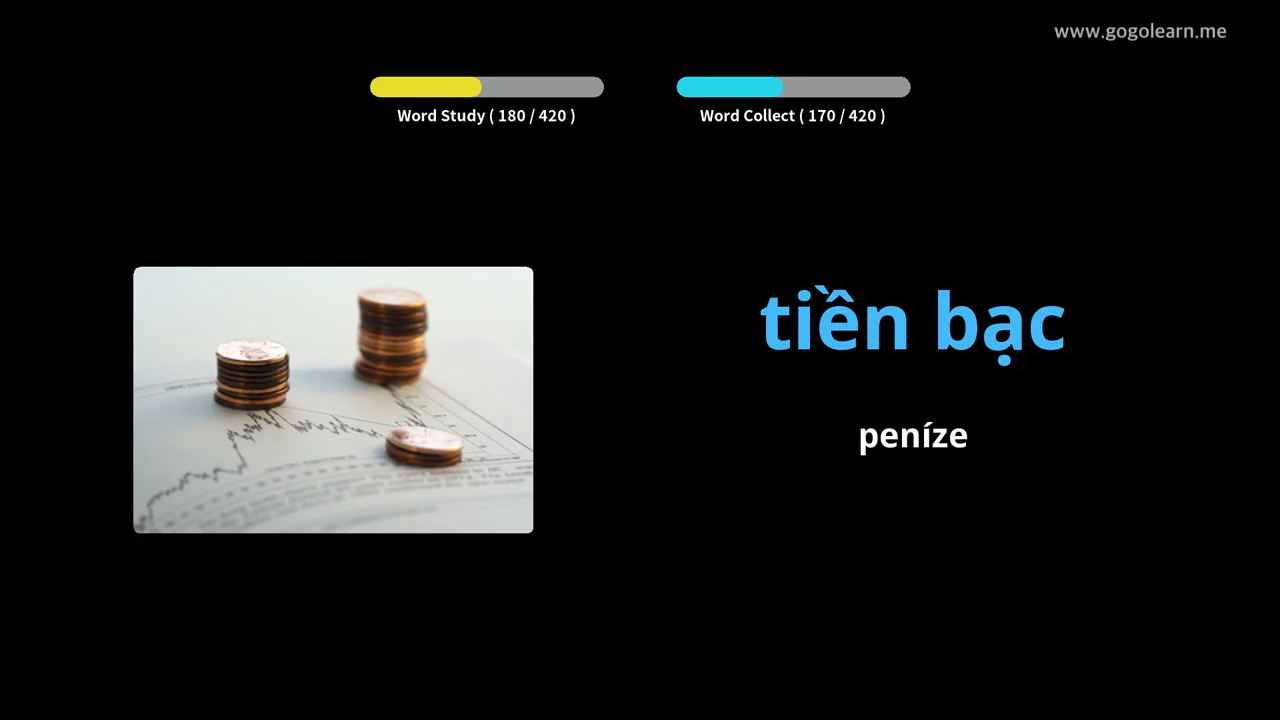 www.gogolearn.me
Word Study ( 180 / 420 )
Word Collect ( 170 / 420 )
tiền bạc
peníze